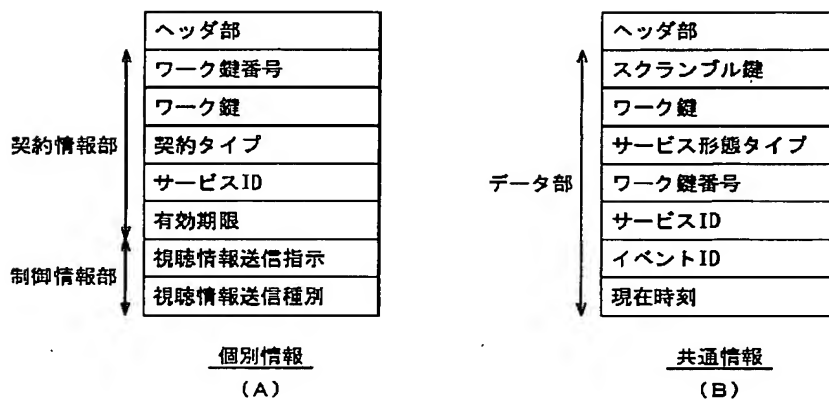 ヘッダ部
ワーク鍵番号
ワーク鍵
契約タイプ
サービスID
有効期限
視聴情報送信指示
視聴情報送信種別
契約情報部
制御情報部
個別情報
(A)
ヘッダ部
スクランブル鍵
ワーク鍵
サービス形態タイプ
ワーク鍵番号
サービスID
イベントID
現在時刻
データ部
共通情報
(B)